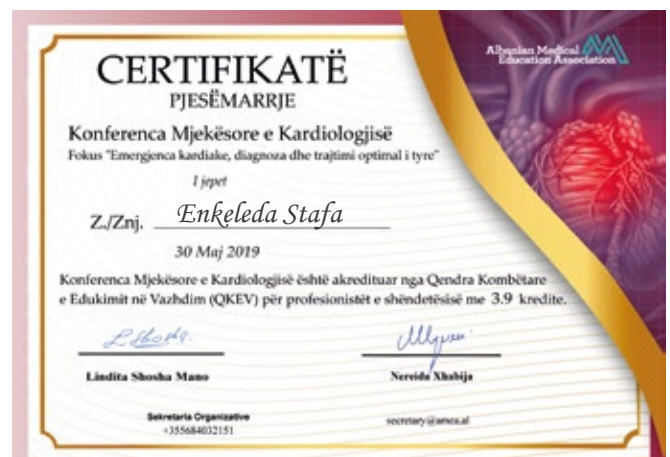 Albanian Medical
Education Association
CERTIFIKATË
PJESËMARRJE
Konferenca Mjekësore e Kardiologjisë
Fokus "Emergjenca kardiake, diagnoza dhe trajtimi optimal i tyre"
I jepet
Z./Znj. Enkeleda Stafa
30 Maj 2019
Konferenca Mjekësore e Kardiologjisë është akredituar nga Qendra Kombëtare
e Edukimit në Vazhdim (QKEV) për profesionistët e shëndetësisë me 3.9 kredite.
L Shosha.
Lindita Shosha Mano Nereida Xhabija
Sekretaria Organizative
+355684032151 secretary@amea.al